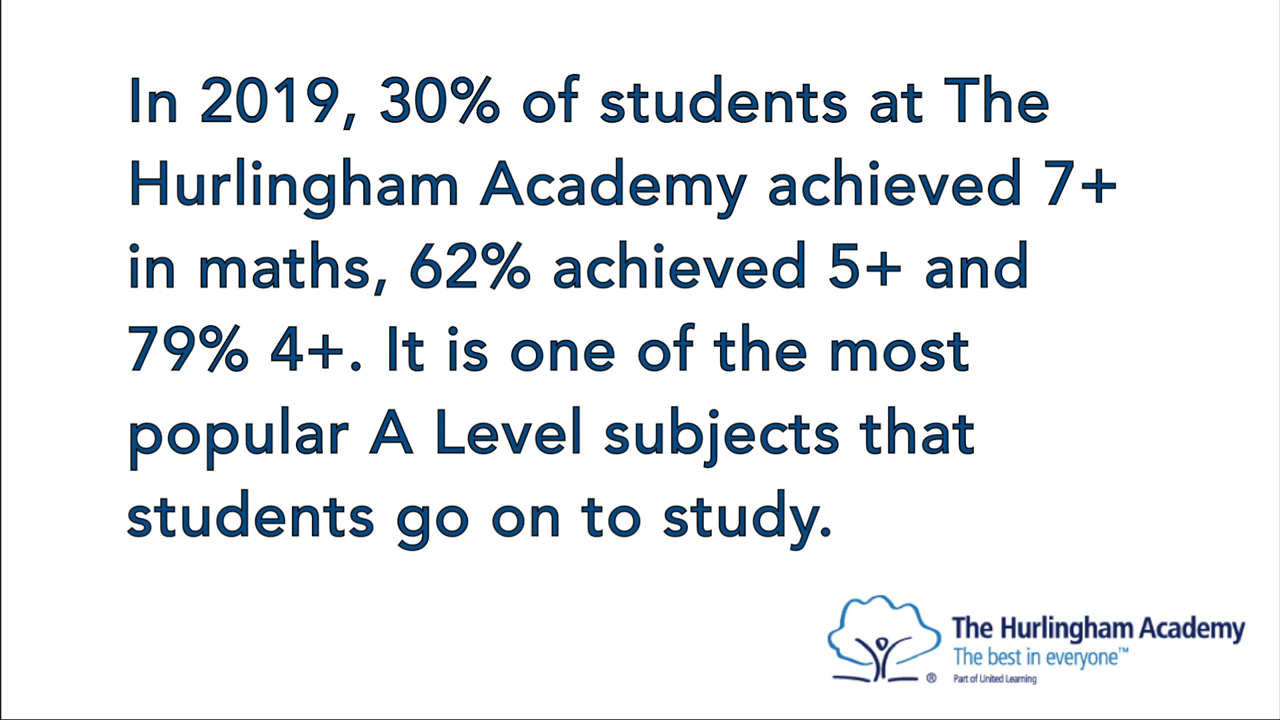 In 2019, 30% of students at The
Hurlingham Academy achieved 7+
in maths, 62% achieved 5+ and
79% 4+. It is one of the most
popular A Level subjects that
students go on to study.
The Hurlingham Academy
The best in everyone™
® Part of United Learning